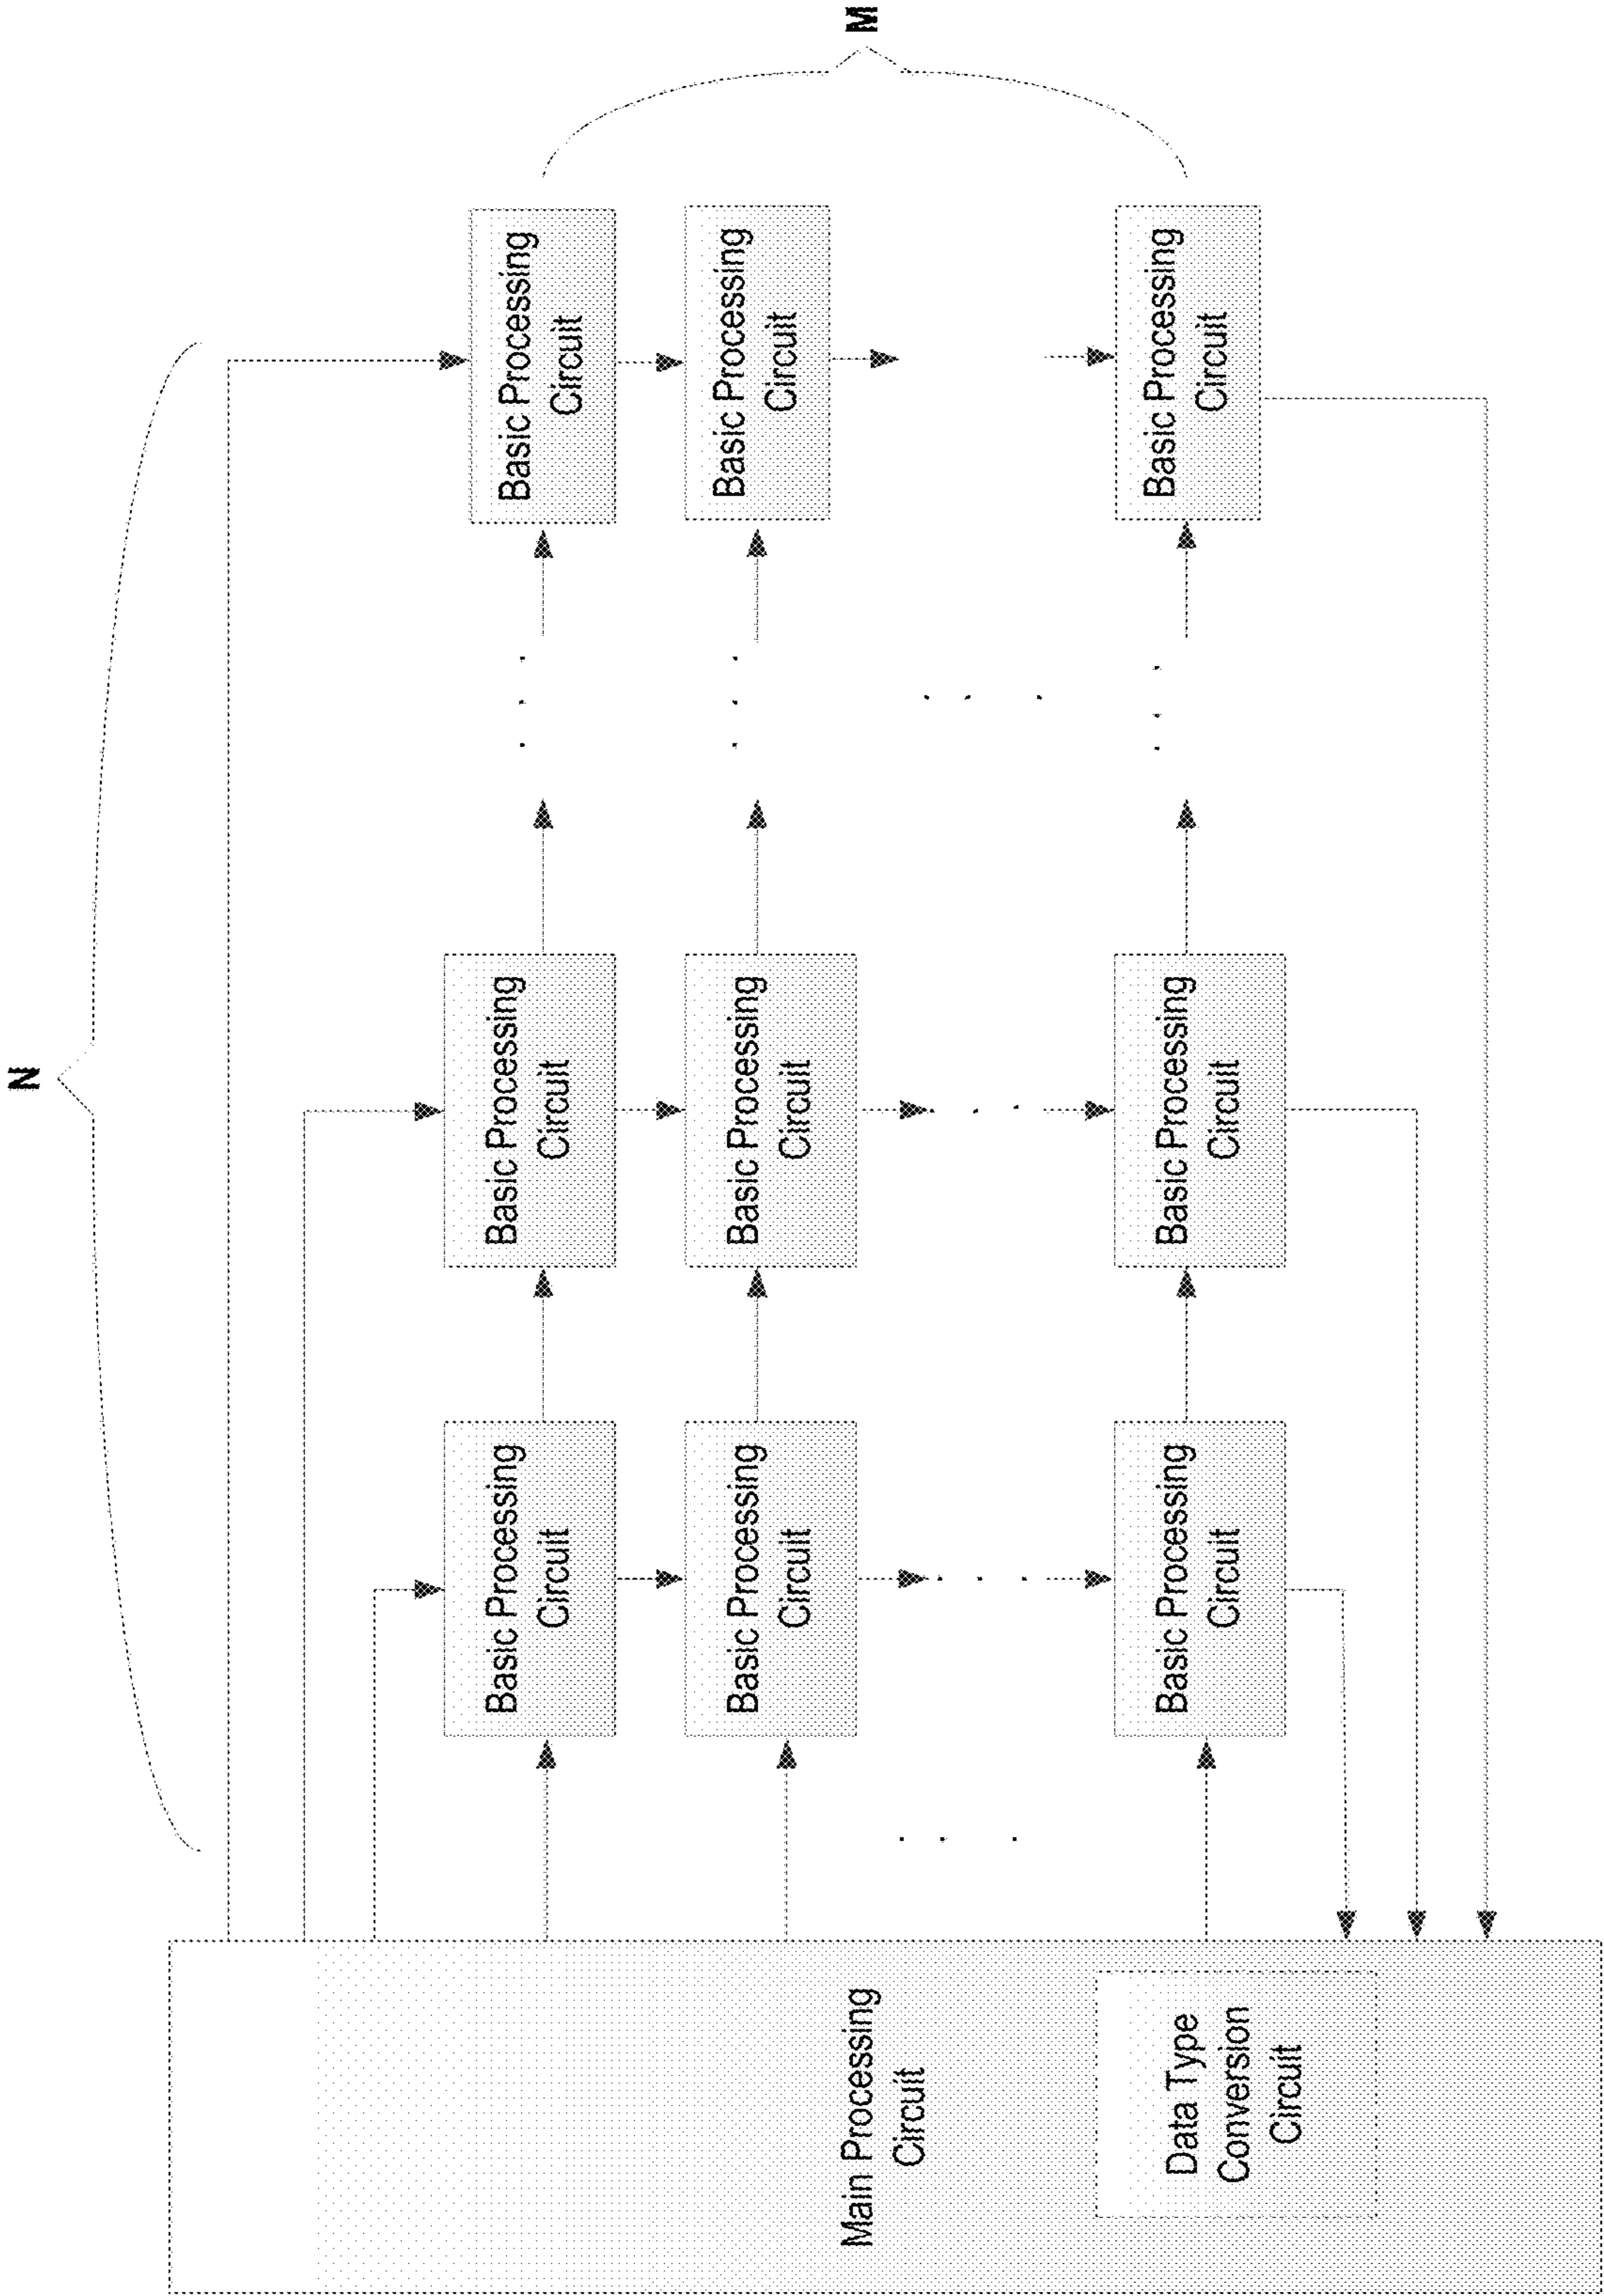 N
M
Basic Processing
Circuit
Basic Processing
Circuit
Basic Processing
Circuit
Basic Processing
Circuit
Basic Processing
Circuit
Basic Processing
Circuit
Basic Processing
Circuit
Basic Processing
Circuit
Basic Processing
Circuit
Main Processing
Circuit
Data Type
Conversion
Circuit